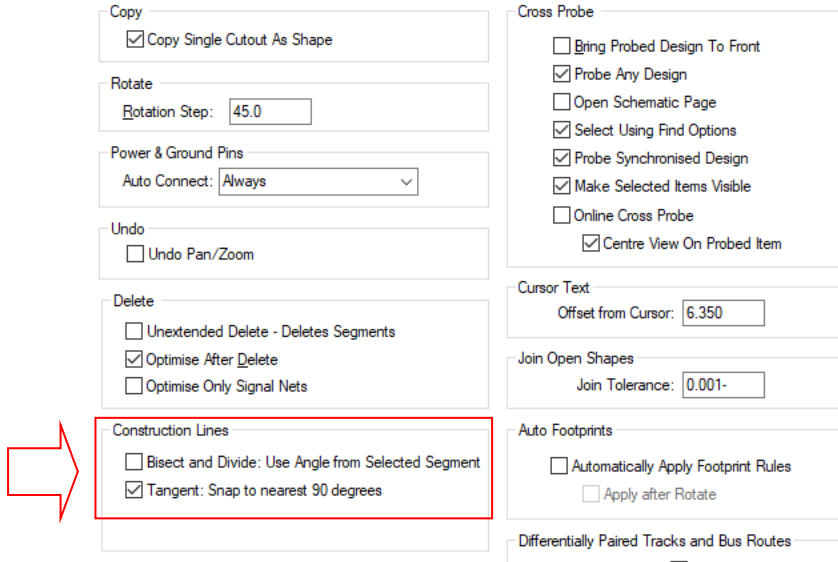 Copy
Copy Single Cutout As Shape
Rotate
Rotation Step: 45.0
Power & Ground Pins
Auto Connect: Always
Undo
Undo Pan/Zoom
Delete
Unextended Delete - Deletes Segments
Optimise After Delete
Optimise Only Signal Nets
Construction Lines
Bisect and Divide: Use Angle from Selected Segment
Tangent: Snap to nearest 90 degrees
Cross Probe
Bring Probed Design To Front
Probe Any Design
Open Schematic Page
Select Using Find Options
Probe Synchronised Design
Make Selected Items Visible
Online Cross Probe
Centre View On Probed Item
Cursor Text
Offset from Cursor: 6.350
Join Open Shapes
Join Tolerance: 0.001-
Auto Footprints
Automatically Apply Footprint Rules
Apply after Rotate
Differentially Paired Tracks and Bus Routes